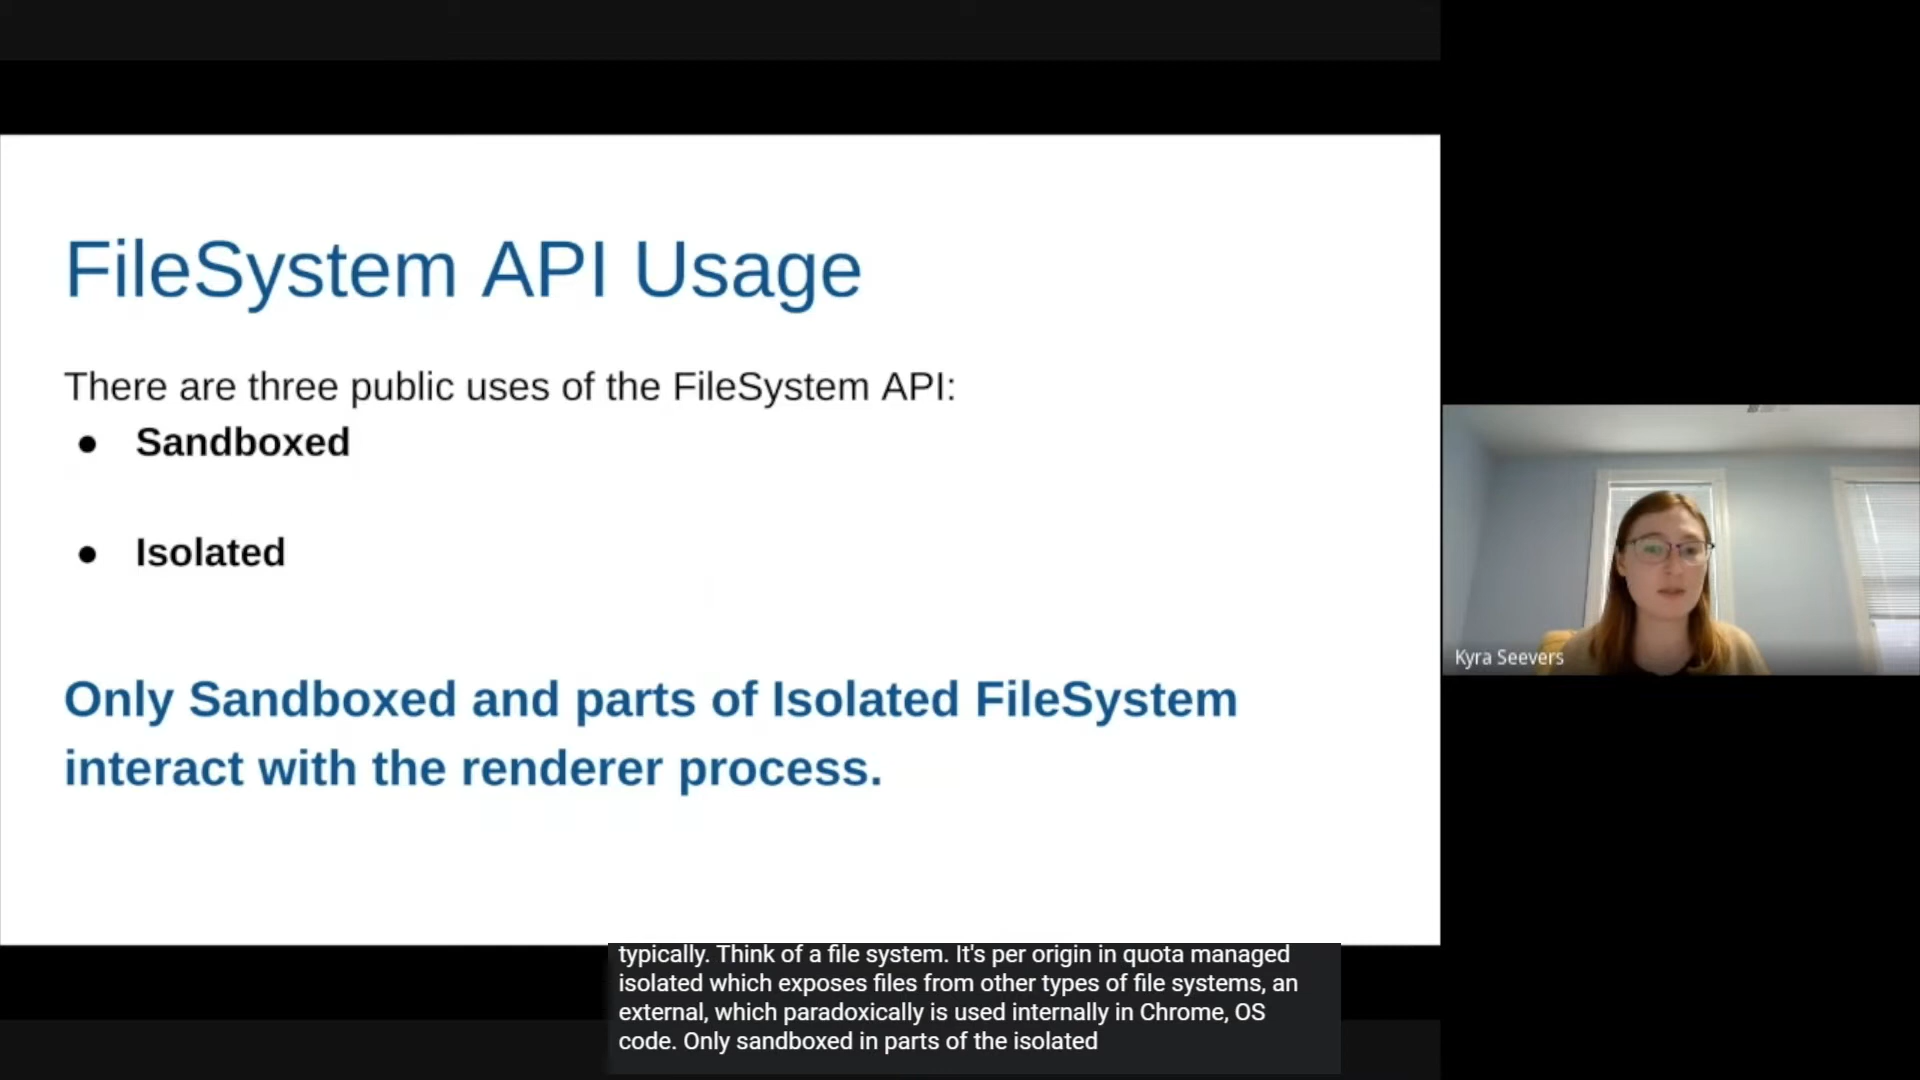 FileSystem API Usage
There are three public uses of the FileSystem API:
● Sandboxed
● Isolated
Only Sandboxed and parts of Isolated FileSystem
interact with the renderer process.
Kyra Seevers
typically. Think of a file system. It's per origin in quota managed
isolated which exposes files from other types of file systems, an
external, which paradoxically is used internally in Chrome, OS
code. Only sandboxed in parts of the isolated